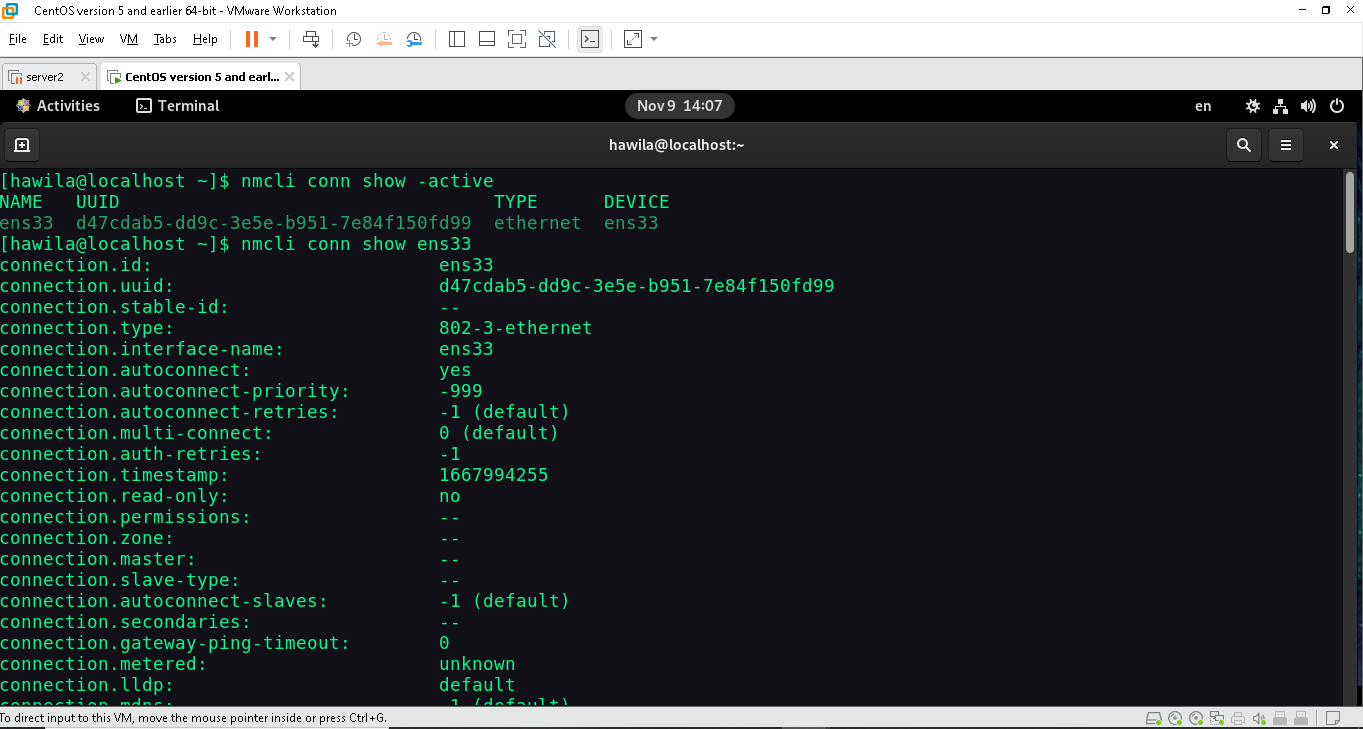 CentOS version 5 and earlier 64-bit - VMware Workstation
File Edit View VM Tabs Help
server2 CentOS version 5 and earl...
Activities Terminal Nov 9 14:07 en
hawila@localhost:~
[hawila@localhost ~]$ nmcli conn show -active
NAME UUID TYPE DEVICE
ens33 d47cdab5-dd9c-3e5e-b951-7e84f150fd99 ethernet ens33
[hawila@localhost ~]$ nmcli conn show ens33
connection.id: ens33
connection.uuid: d47cdab5-dd9c-3e5e-b951-7e84f150fd99
connection.stable-id: --
connection.type: 802-3-ethernet
connection.interface-name: ens33
connection.autoconnect: yes
connection.autoconnect-priority: -999
connection.autoconnect-retries: -1 (default)
connection.multi-connect: 0 (default)
connection.auth-retries: -1
connection.timestamp: 1667994255
connection.read-only: no
connection.permissions: --
connection.zone: --
connection.master: --
connection.slave-type: --
connection.autoconnect-slaves: -1 (default)
connection.secondaries: --
connection.gateway-ping-timeout: 0
connection.metered: unknown
connection.lldp: default
connection.mdns: -1 (default)
To direct input to this VM, move the mouse pointer inside or press Ctrl+G.